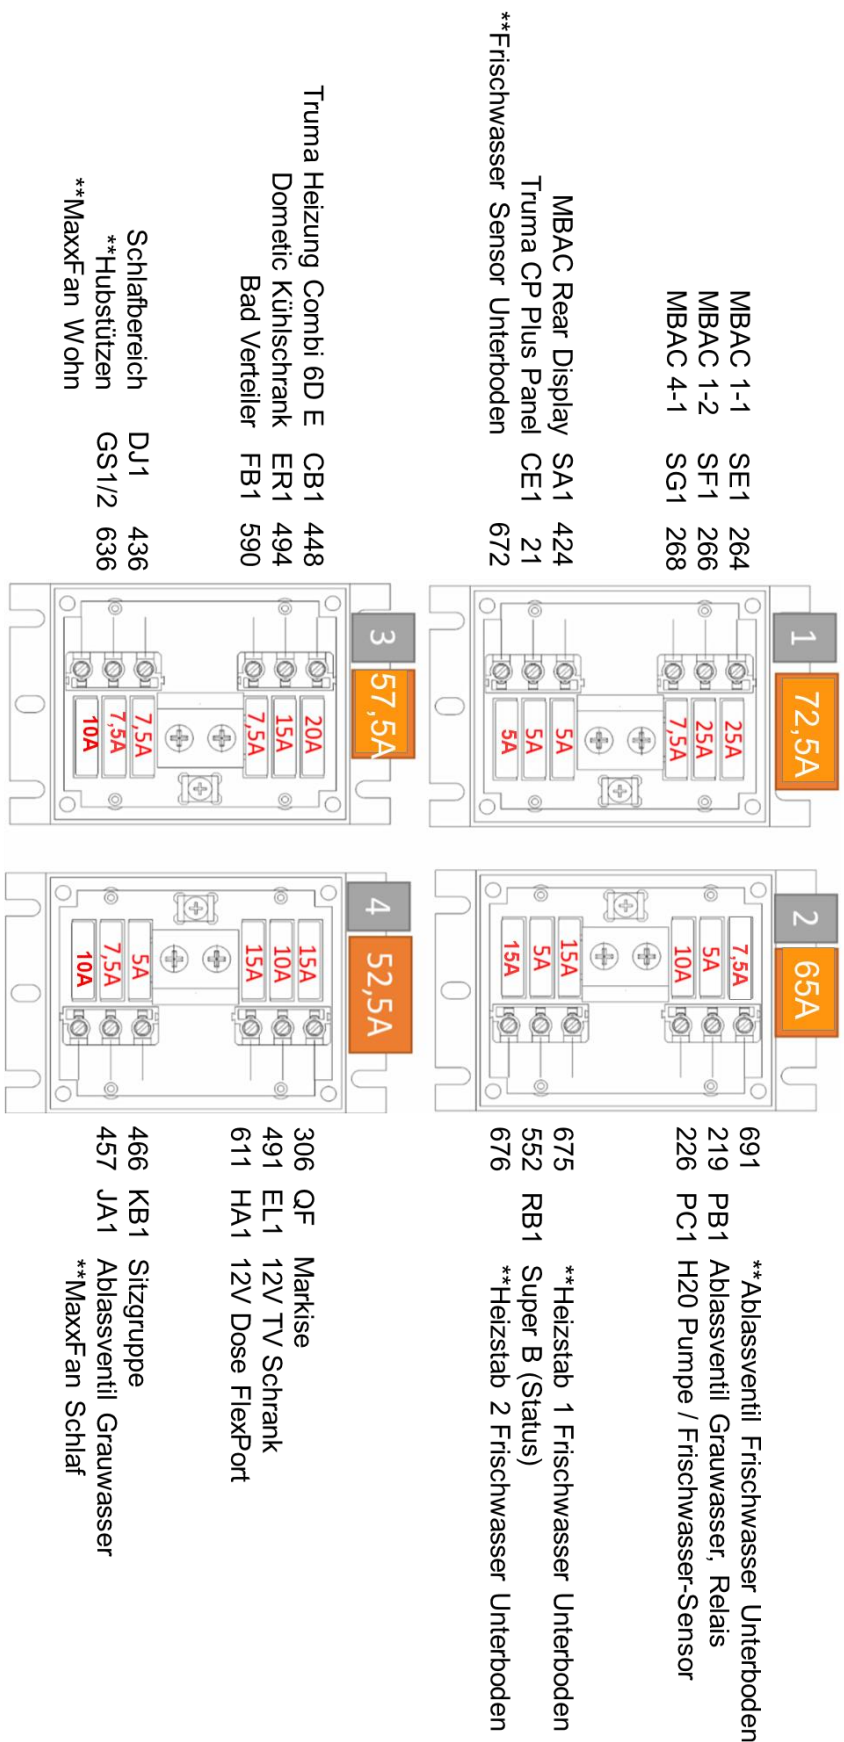 1
72,5A
MBAC 1-1 SE1 264 25A
MBAC 1-2 SF1 266 25A
MBAC 4-1 SG1 268 7,5A
MBAC Rear Display SA1 424 5A
Truma CP Plus Panel CE1 21 5A
**Frischwasser Sensor Unterboden 672 5A
2
65A
7,5A 691 **Ablassventil Frischwasser Unterboden
5A 219 PB1 Ablassventil Grauwasser, Relais
10A 226 PC1 H20 Pumpe / Frischwasser-Sensor
15A 675 **Heizstab 1 Frischwasser Unterboden
5A 552 RB1 Super B (Status)
15A 676 **Heizstab 2 Frischwasser Unterboden
3
57,5A
Truma Heizung Combi 6D E CB1 448 20A
Dometic Kühlschrank ER1 494 15A
Bad Verteiler FB1 590 7,5A
Schlafbereich DJ1 436 7,5A
**Hubstützen GS1/2 636 7,5A
**MaxxFan Wohn 10A
4
52,5A
15A 306 QF Markise
10A 491 EL1 12V TV Schrank
15A 611 HA1 12V Dose FlexPort
5A 466 KB1 Sitzgruppe
7,5A 457 JA1 Ablassventil Grauwasser
10A **MaxxFan Schlaf